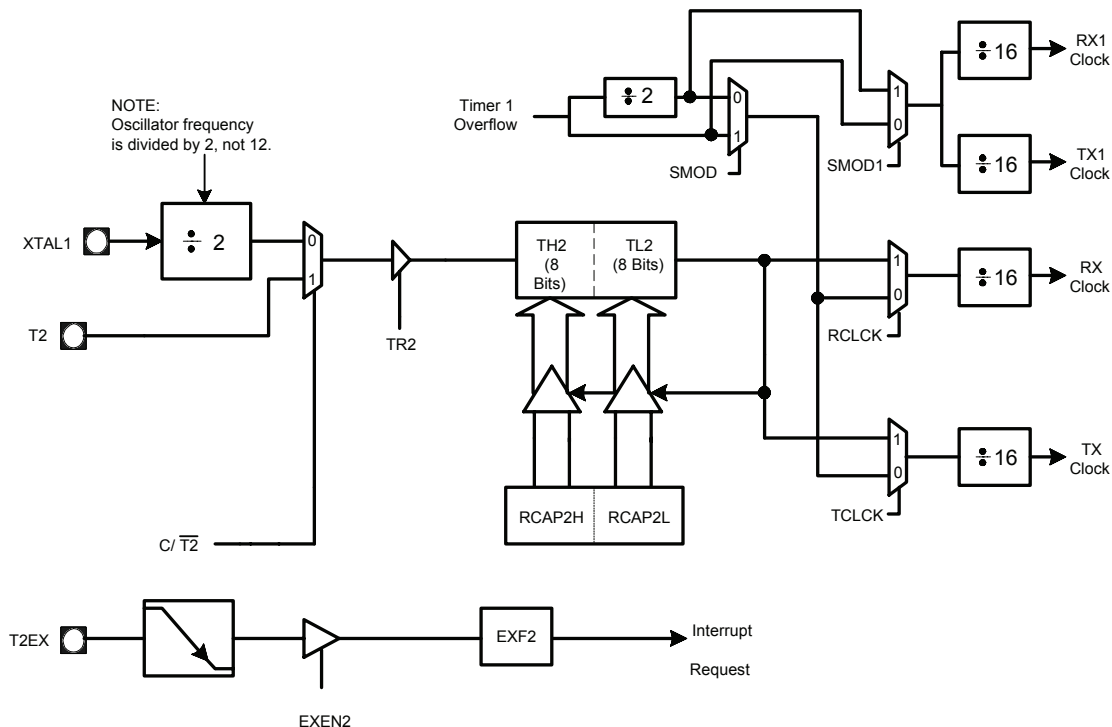 NOTE:
Oscillator frequency
is divided by 2, not 12.
Timer 1
Overflow
÷ 2
0
1
SMOD
1
0
SMOD1
÷ 16
RX1
Clock
÷ 16
TX1
Clock
XTAL1
÷ 2
0
1
T2
TR2
TH2
(8
Bits)
TL2
(8 Bits)
1
0
RCLCK
÷ 16
RX
Clock
1
0
TCLCK
÷ 16
TX
Clock
RCAP2H
RCAP2L
C/ T2̅
T2EX
EXEN2
EXF2
Interrupt
Request